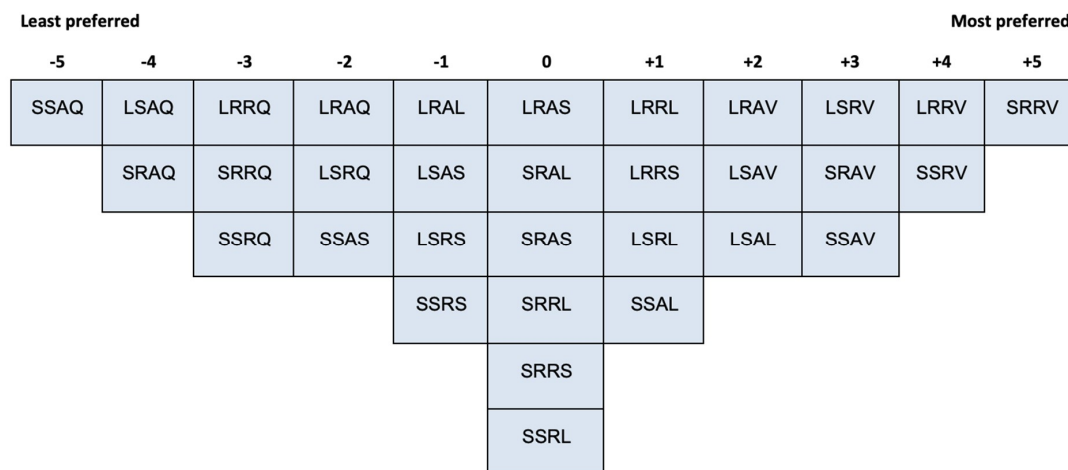 Least preferred Most preferred
-5 -4 -3 -2 -1 0 +1 +2 +3 +4 +5
SSAQ LSAQ LRRQ LRAQ LRAL LRAS LRRL LRAV LSRV LRRV SRRV
SRAQ SRRQ LSRQ LSAS SRAL LRRS LSAV SRAV SSRV
SSRQ SSAS LSRS SRAS LSRL LSAL SSAV
SSRS SRRL SSAL
SRRS
SSRL